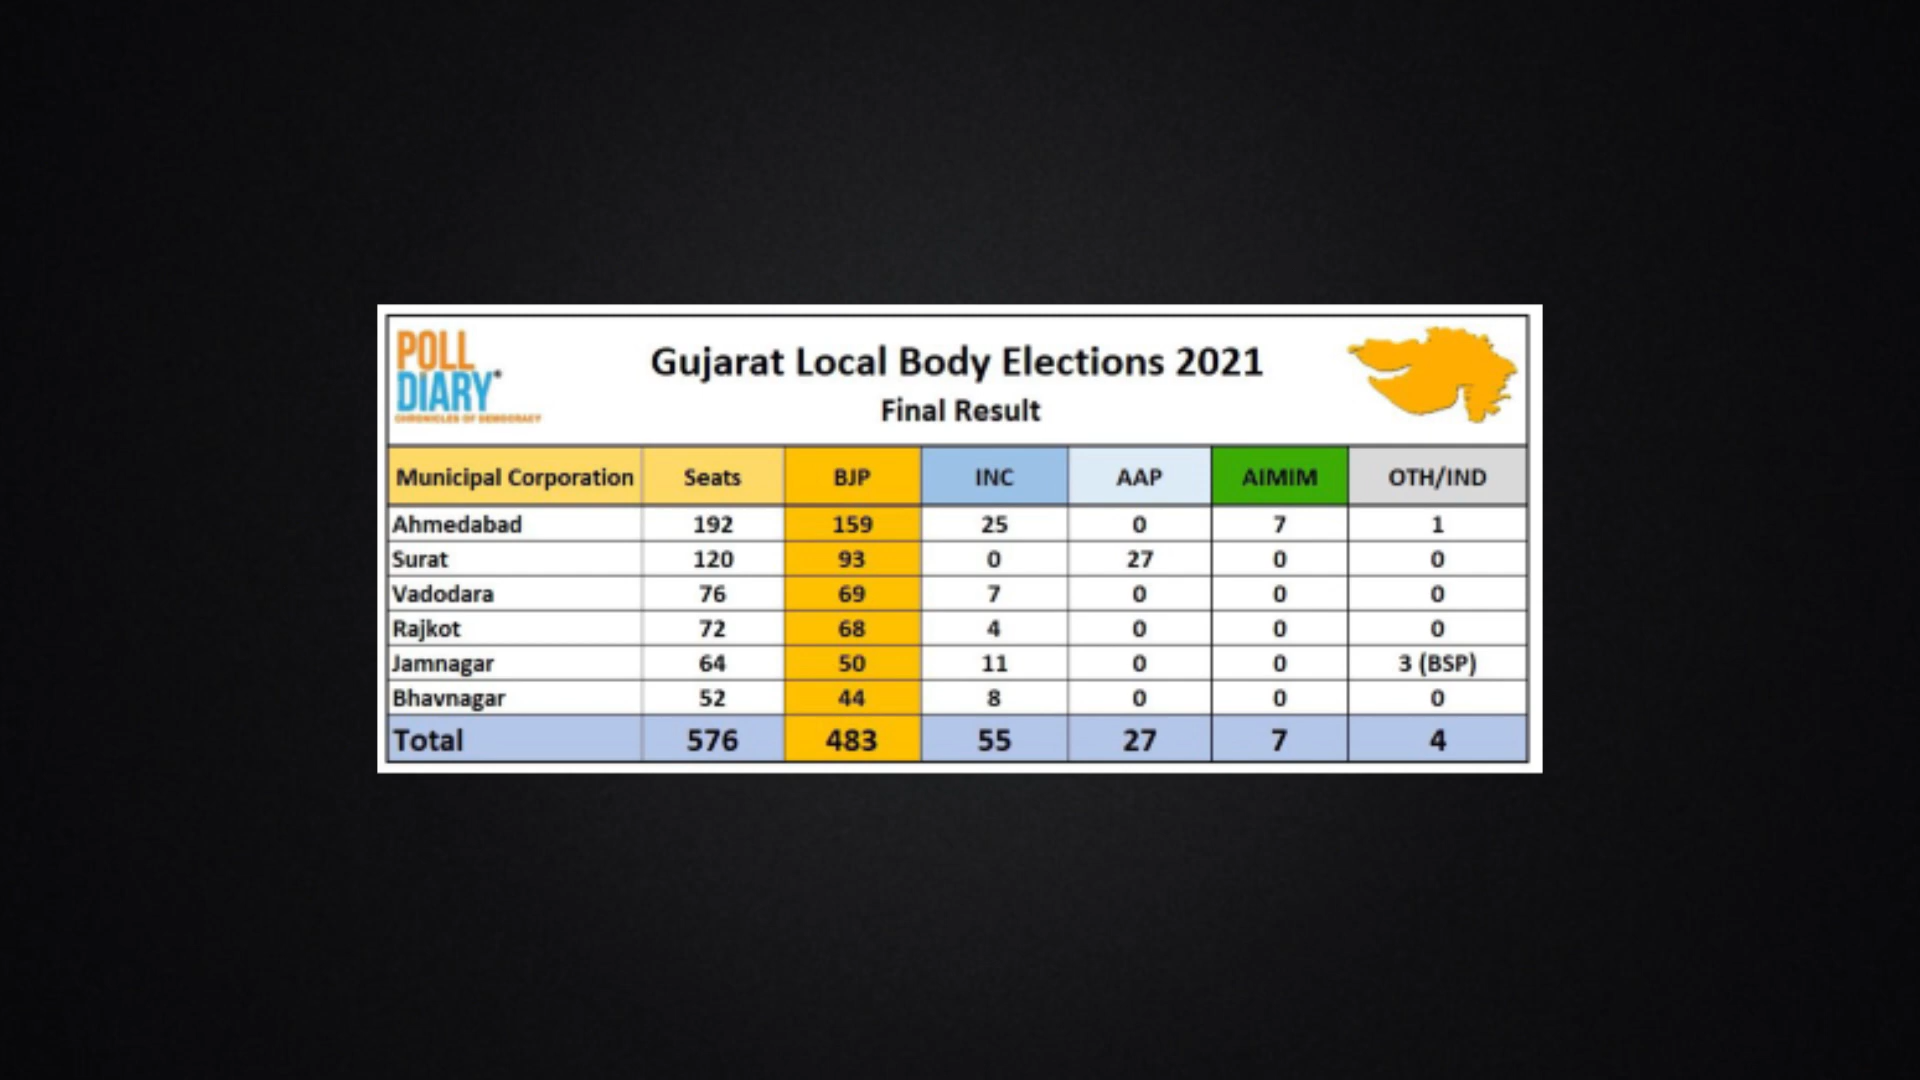 POLL
DIARY
CHRONICLES OF DEMOCRACY
Gujarat Local Body Elections 2021
Final Result
Municipal Corporation Seats BJP INC AAP AIMIM OTH/IND
Ahmedabad 192 159 25 0 7 1
Surat 120 93 0 27 0 0
Vadodara 76 69 7 0 0 0
Rajkot 72 68 4 0 0 0
Jamnagar 64 50 11 0 0 3 (BSP)
Bhavnagar 52 44 8 0 0 0
Total 576 483 55 27 7 4